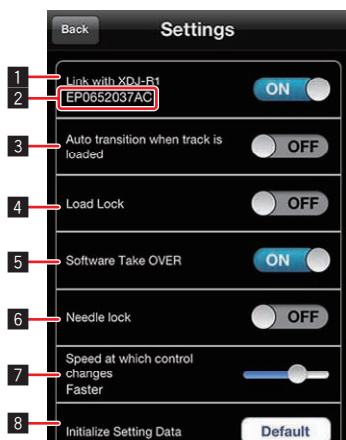 Back Settings
1 Link with XDJ-R1 ON
2 EP0652037AC
3 Auto transition when track is
loaded OFF
4 Load Lock OFF
5 Software Take OVER ON
6 Needle lock OFF
Speed at which control
7 changes
Faster
8 Initialize Setting Data Default